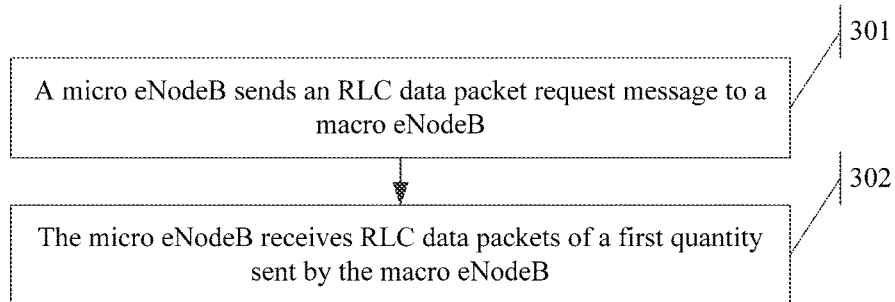 301
A micro eNodeB sends an RLC data packet request message to a
macro eNodeB
302
The micro eNodeB receives RLC data packets of a first quantity
sent by the macro eNodeB